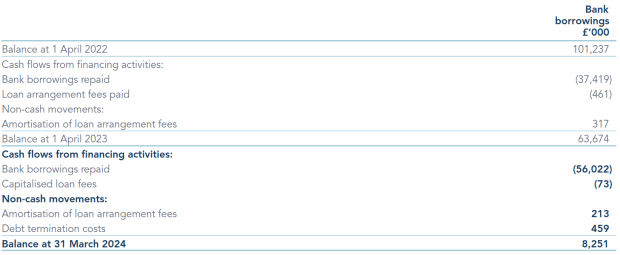 Bank
borrowings
£'000
Balance at 1 April 2022 101,237
Cash flows from financing activities:
Bank borrowings repaid (37,419)
Loan arrangement fees paid (461)
Non-cash movements:
Amortisation of loan arrangement fees 317
Balance at 1 April 2023 63,674
Cash flows from financing activities:
Bank borrowings repaid (56,022)
Capitalised loan fees (73)
Non-cash movements:
Amortisation of loan arrangement fees 213
Debt termination costs 459
Balance at 31 March 2024 8,251